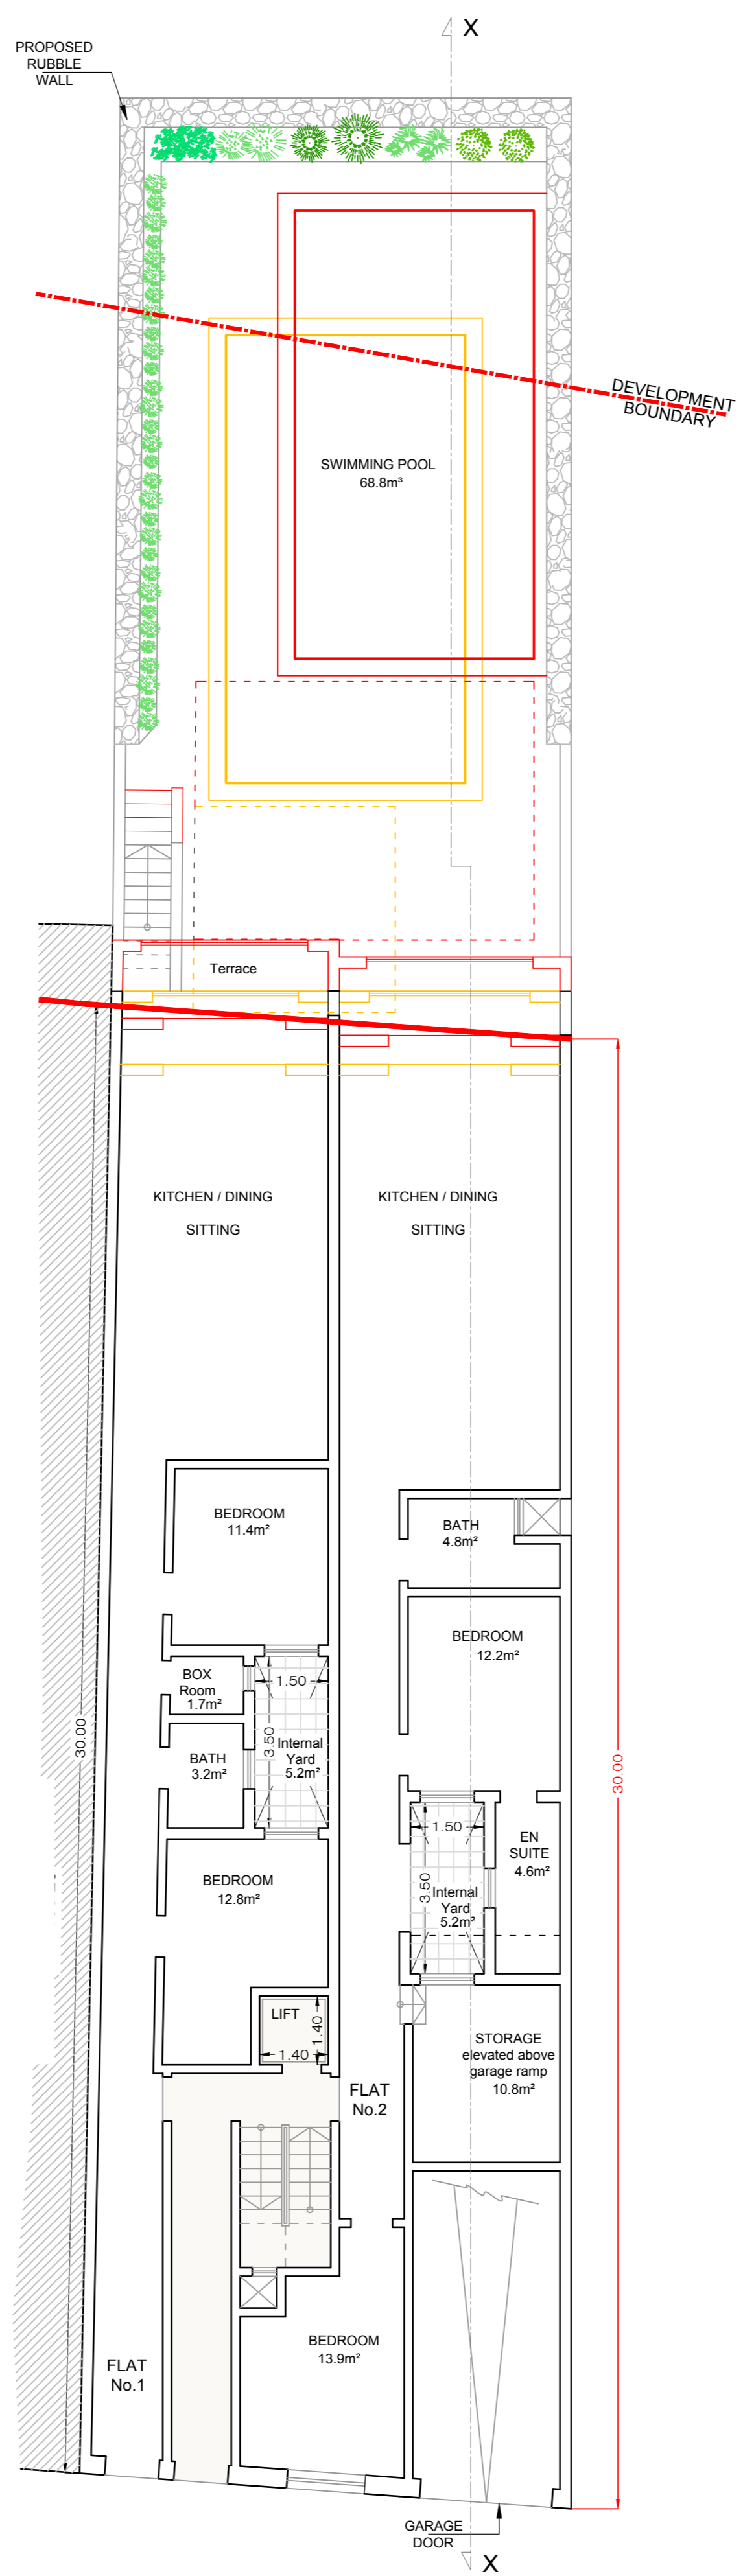 X
PROPOSED
RUBBLE
WALL
DEVELOPMENT
BOUNDARY
SWIMMING POOL
68.8m³
Terrace
KITCHEN / DINING
SITTING
KITCHEN / DINING
SITTING
BEDROOM
11.4m²
BATH
4.8m²
BEDROOM
12.2m²
BOX
Room
1.7m²
1.50
3.50
Internal
Yard
5.2m²
BATH
3.2m²
30.00
30.00
1.50
3.50
Internal
Yard
5.2m²
EN
SUITE
4.6m²
BEDROOM
12.8m²
LIFT
1.40
1.40
STORAGE
elevated above
garage ramp
10.8m²
FLAT
No.2
BEDROOM
13.9m²
FLAT
No.1
GARAGE
DOOR
X